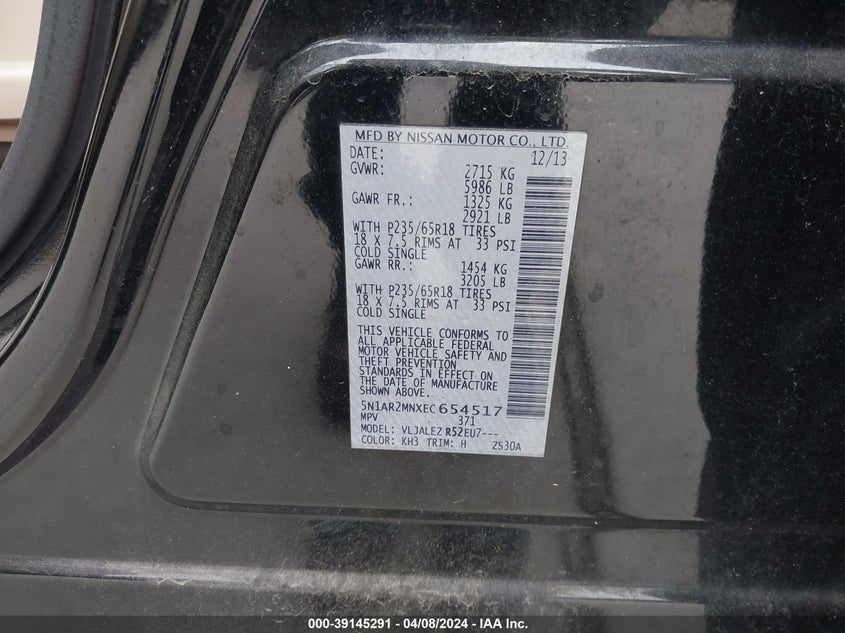 MFD BY NISSAN MOTOR CO., LTD.
DATE: 12/13
GVWR: 2715 KG
5986 LB
GAWR FR.: 1325 KG
2921 LB
WITH P235/65R18 TIRES
18 X 7.5 RIMS AT 33 PSI
COLD SINGLE
GAWR RR.: 1454 KG
3205 LB
WITH P235/65R18 TIRES
18 X 7.5 RIMS AT 33 PSI
COLD SINGLE
THIS VEHICLE CONFORMS TO
ALL APPLICABLE FEDERAL
MOTOR VEHICLE SAFETY AND
THEFT PREVENTION
STANDARDS IN EFFECT ON
THE DATE OF MANUFACTURE
SHOWN ABOVE.
5N1AR2MNXEC654517
MPV 371
MODEL: VLJALEZ R52EU7---
COLOR: KH3 TRIM: H ZS30A
000-39145291 - 04/08/2024 - IAA Inc.